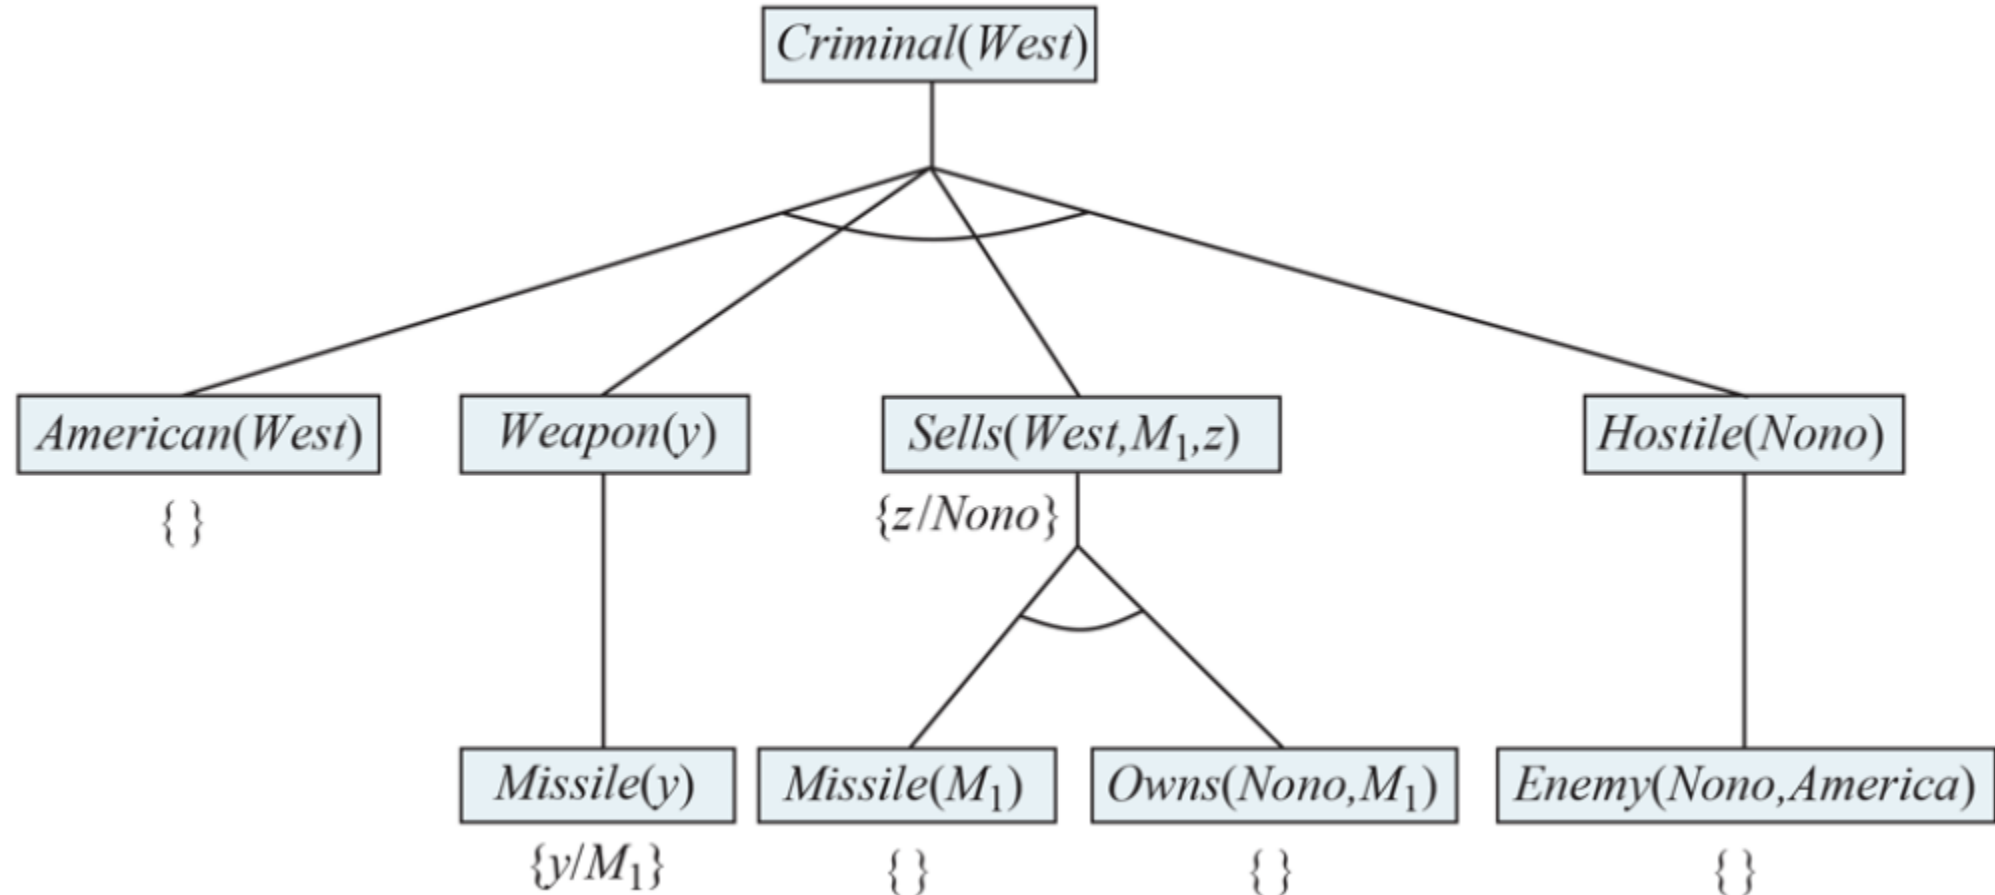 Criminal(West)
American(West) Weapon(y) Sells(West,M₁,z) Hostile(Nono)
{ } {z/Nono}
Missile(y) Missile(M₁) Owns(Nono,M₁) Enemy(Nono,America)
{y/M₁} { } { } { }